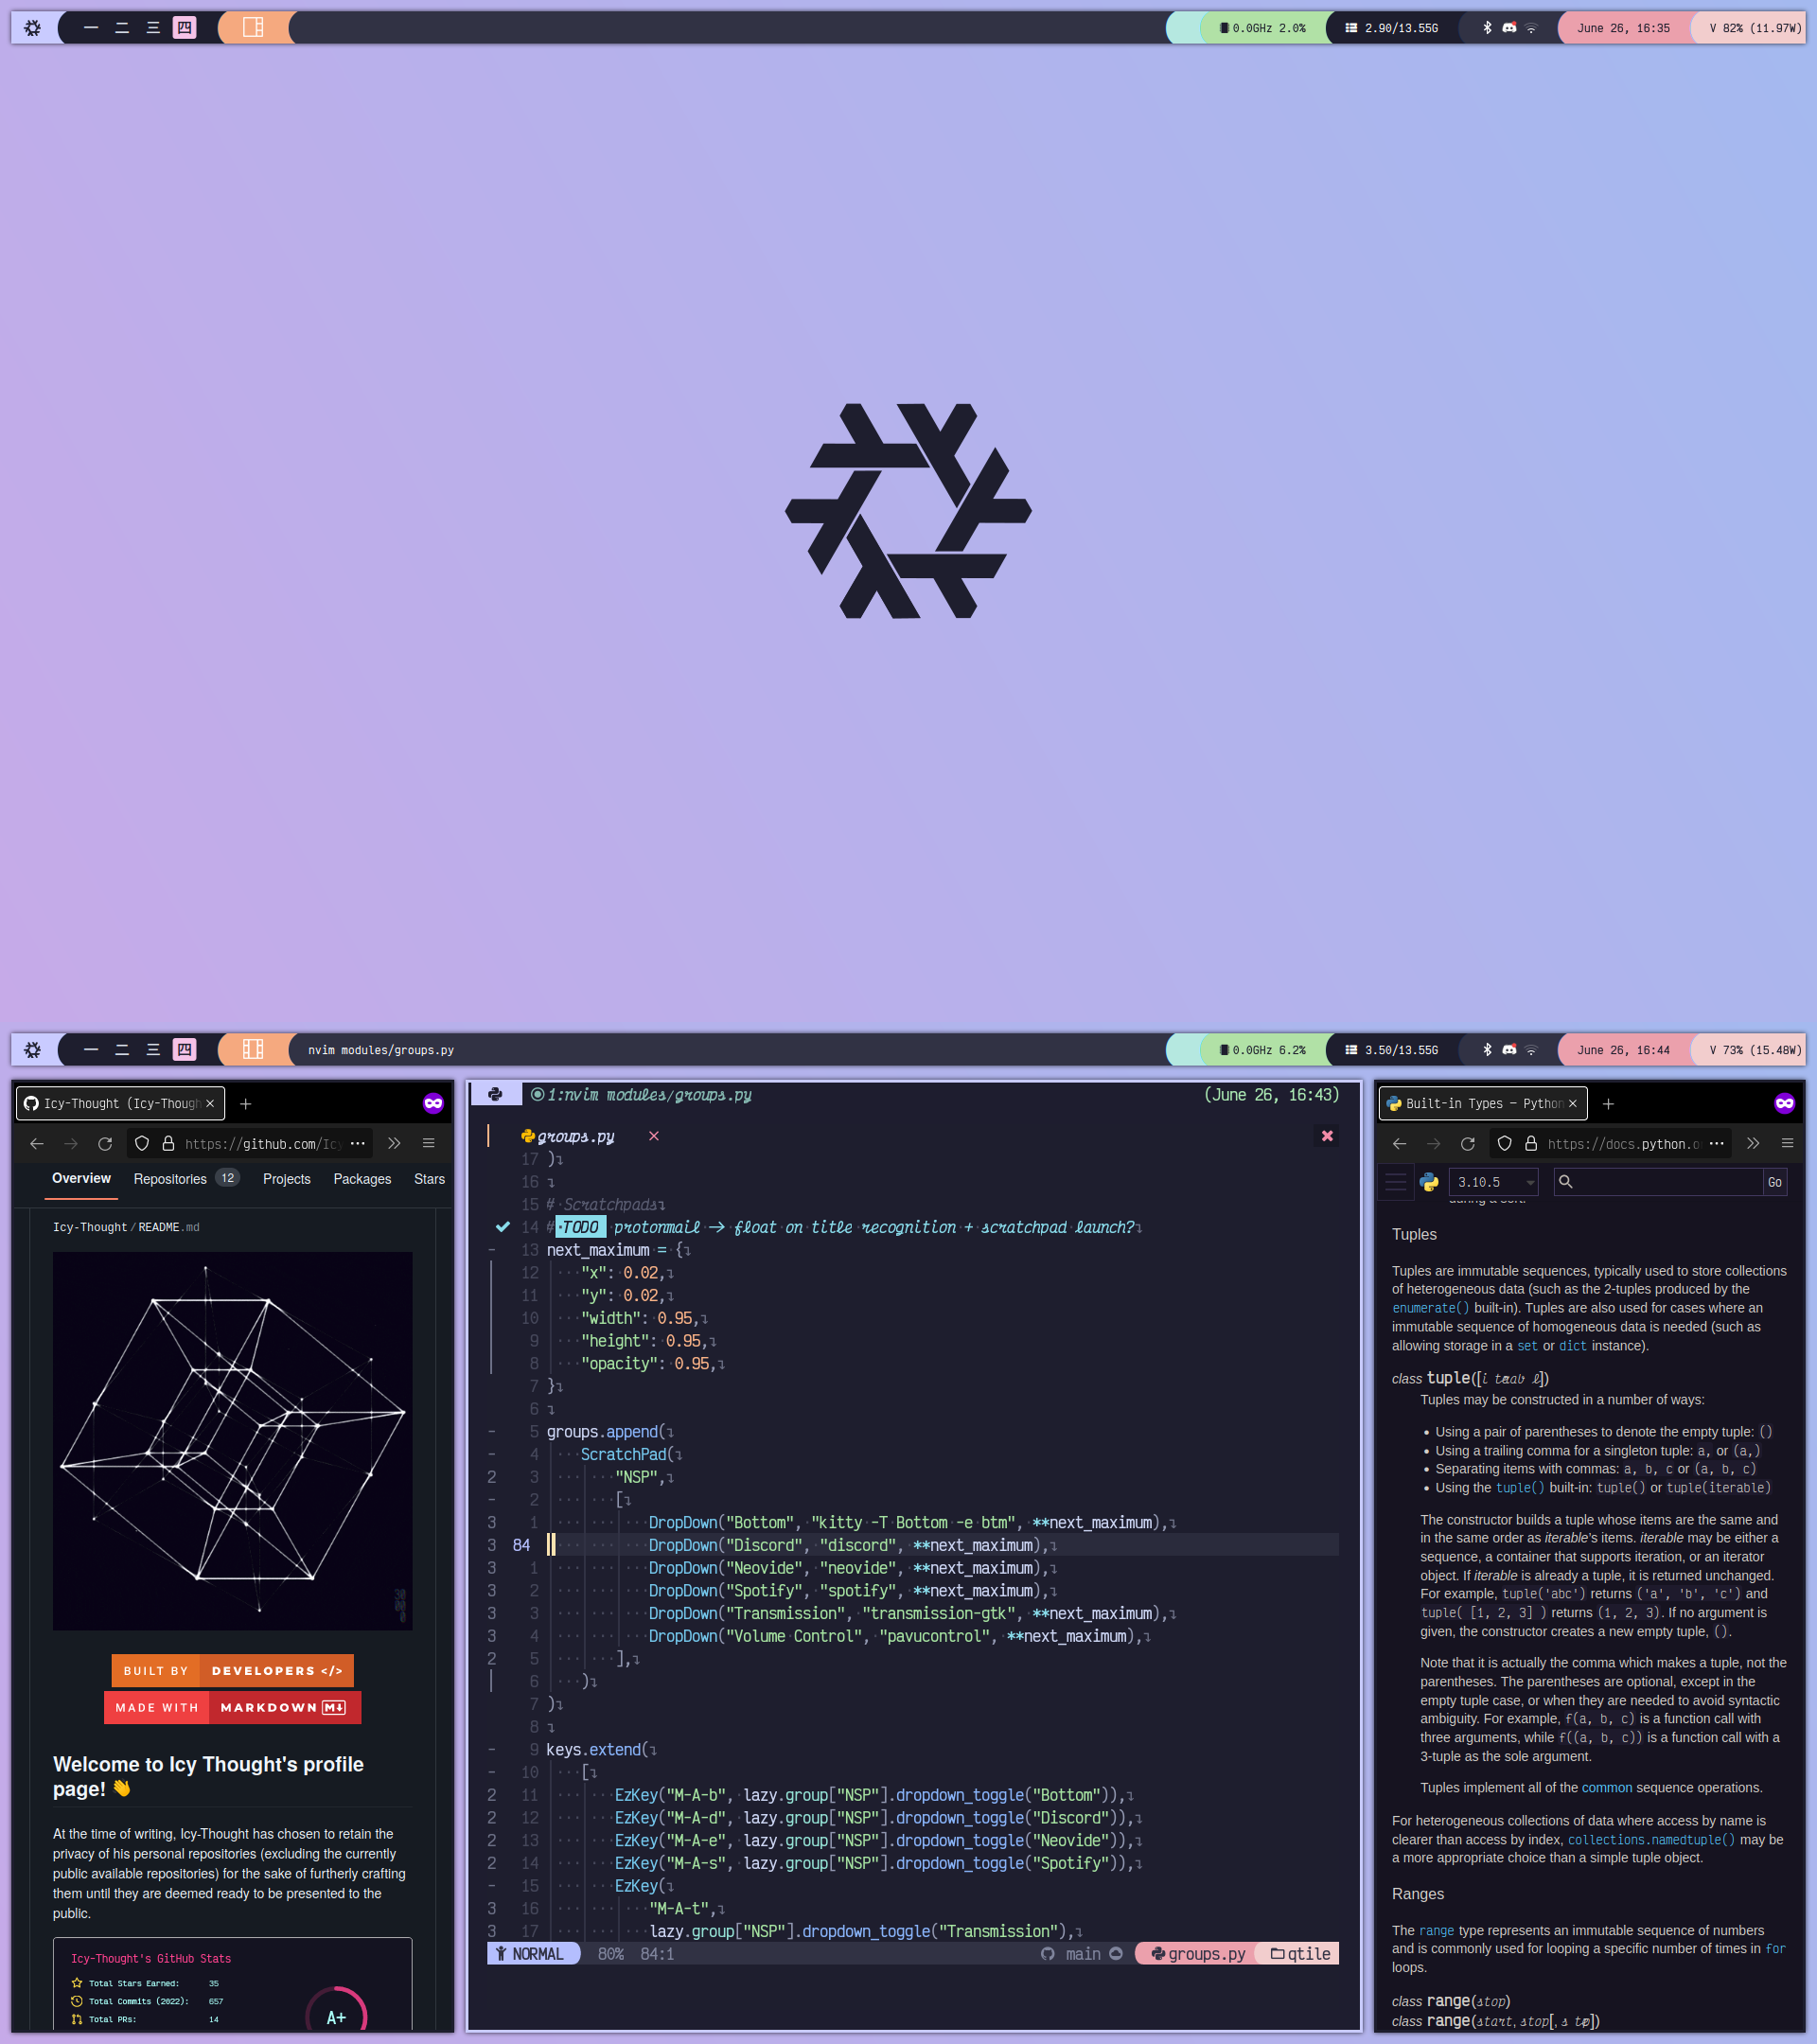 一 二 三 四
0.0GHz 2.0% 2.90/13.55G June 26, 16:35 V 82% (11.97W)
一 二 三 四 nvim modules/groups.py
0.0GHz 6.2% 3.50/13.55G June 26, 16:44 V 73% (15.48W)
Icy-Thought (Icy-Though
https://github.com/Icy
Overview Repositories 12 Projects Packages Stars
Icy-Thought/README.md
BUILT BY DEVELOPERS </>
MADE WITH MARKDOWN M↓
Welcome to Icy Thought's profile
page! 👋
At the time of writing, Icy-Thought has chosen to retain the
privacy of his personal repositories (excluding the currently
public available repositories) for the sake of furtherly crafting
them until they are deemed ready to be presented to the
public.
Icy-Thought's GitHub Stats
Total Stars Earned: 35
Total Commits (2022): 657
Total PRs: 14
A+
1:nvim modules/groups.py (June 26, 16:43)
groups.py
17 )
16
15 # Scratchpads
14 # TODO protonmail -> float on title recognition + scratchpad launch?
- 13 next_maximum = {
12 "x": 0.02,
11 "y": 0.02,
10 "width": 0.95,
9 "height": 0.95,
8 "opacity": 0.95,
7 }
6
- 5 groups.append(
- 4 ScratchPad(
2 3 "NSP",
- 2 [
3 1 DropDown("Bottom", "kitty -T Bottom -e btm", **next_maximum),
3 84 DropDown("Discord", "discord", **next_maximum),
3 1 DropDown("Neovide", "neovide", **next_maximum),
3 2 DropDown("Spotify", "spotify", **next_maximum),
3 3 DropDown("Transmission", "transmission-gtk", **next_maximum),
3 4 DropDown("Volume Control", "pavucontrol", **next_maximum),
2 5 ],
6 )
7 )
8
- 9 keys.extend(
- 10 [
2 11 EzKey("M-A-b", lazy.group["NSP"].dropdown_toggle("Bottom")),
2 12 EzKey("M-A-d", lazy.group["NSP"].dropdown_toggle("Discord")),
2 13 EzKey("M-A-e", lazy.group["NSP"].dropdown_toggle("Neovide")),
2 14 EzKey("M-A-s", lazy.group["NSP"].dropdown_toggle("Spotify")),
- 15 EzKey(
3 16 "M-A-t",
3 17 lazy.group["NSP"].dropdown_toggle("Transmission"),
NORMAL 80% 84:1 main groups.py qtile
Built-in Types — Python
https://docs.python.o
3.10.5 Go
during a sort.
Tuples
Tuples are immutable sequences, typically used to store collections
of heterogeneous data (such as the 2-tuples produced by the
enumerate() built-in). Tuples are also used for cases where an
immutable sequence of homogeneous data is needed (such as
allowing storage in a set or dict instance).
class tuple([
Tuples may be constructed in a number of ways:
• Using a pair of parentheses to denote the empty tuple: ()
• Using a trailing comma for a singleton tuple: a, or (a,)
• Separating items with commas: a, b, c or (a, b, c)
• Using the tuple() built-in: tuple() or tuple(iterable)
The constructor builds a tuple whose items are the same and
in the same order as iterable’s items. iterable may be either a
sequence, a container that supports iteration, or an iterator
object. If iterable is already a tuple, it is returned unchanged.
For example, tuple('abc') returns ('a', 'b', 'c') and
tuple( [1, 2, 3] ) returns (1, 2, 3). If no argument is
given, the constructor creates a new empty tuple, ().
Note that it is actually the comma which makes a tuple, not the
parentheses. The parentheses are optional, except in the
empty tuple case, or when they are needed to avoid syntactic
ambiguity. For example, f(a, b, c) is a function call with
three arguments, while f((a, b, c)) is a function call with a
3-tuple as the sole argument.
Tuples implement all of the common sequence operations.
For heterogeneous collections of data where access by name is
clearer than access by index, collections.namedtuple() may be
a more appropriate choice than a simple tuple object.
Ranges
The range type represents an immutable sequence of numbers
and is commonly used for looping a specific number of times in for
loops.
class range(stop)
class range(start, stop[, step])